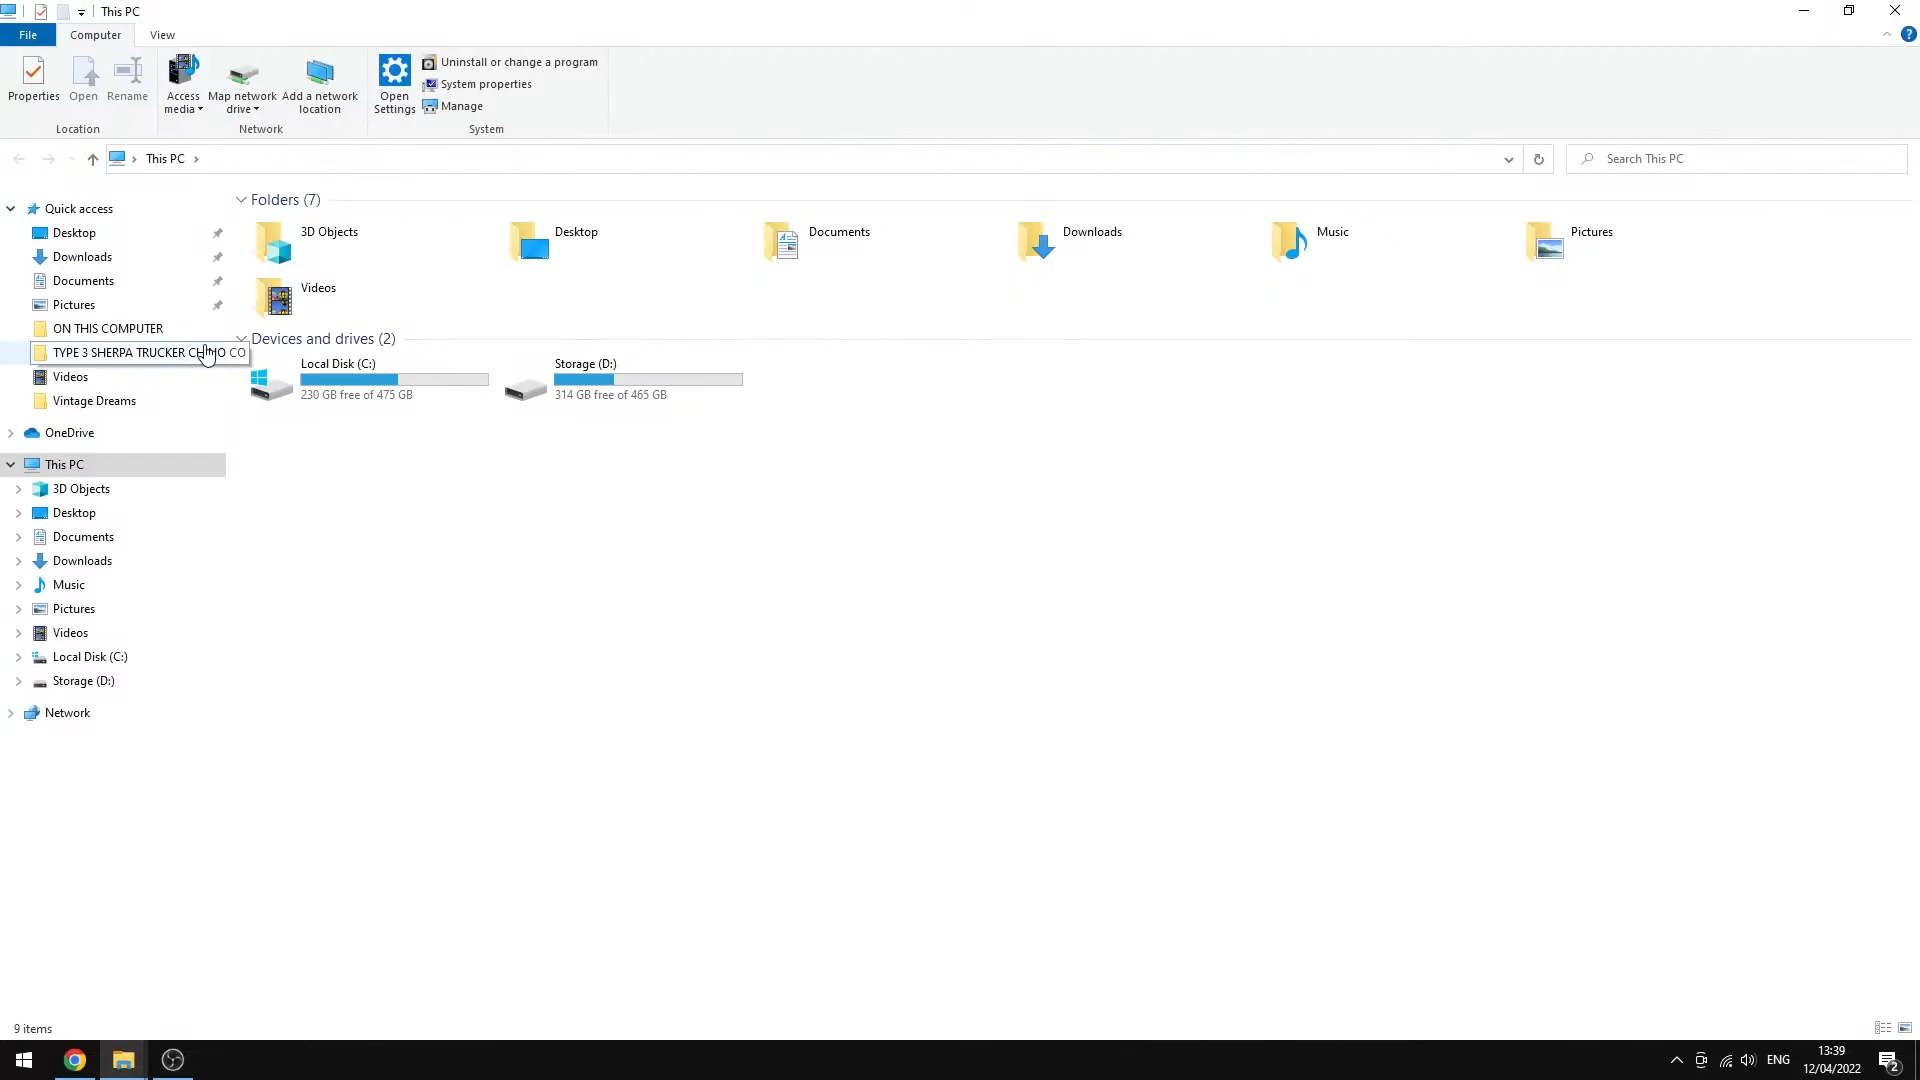 This PC
File
Computer
View
Properties
Open
Rename
Access media
Map network drive
Add a network location
Open Settings
Uninstall or change a program
System properties
Manage
Location
Network
System
This PC
Search This PC
Quick access
Desktop
Downloads
Documents
Pictures
ON THIS COMPUTER
TYPE 3 SHERPA TRUCKER CO
Videos
Vintage Dreams
OneDrive
This PC
3D Objects
Desktop
Documents
Downloads
Music
Pictures
Videos
Local Disk (C:)
Storage (D:)
Network
Folders (7)
3D Objects
Desktop
Documents
Downloads
Music
Pictures
Videos
Devices and drives (2)
Local Disk (C:)
230 GB free of 475 GB
Storage (D:)
314 GB free of 465 GB
9 items
ENG
13:39
12/04/2022
2